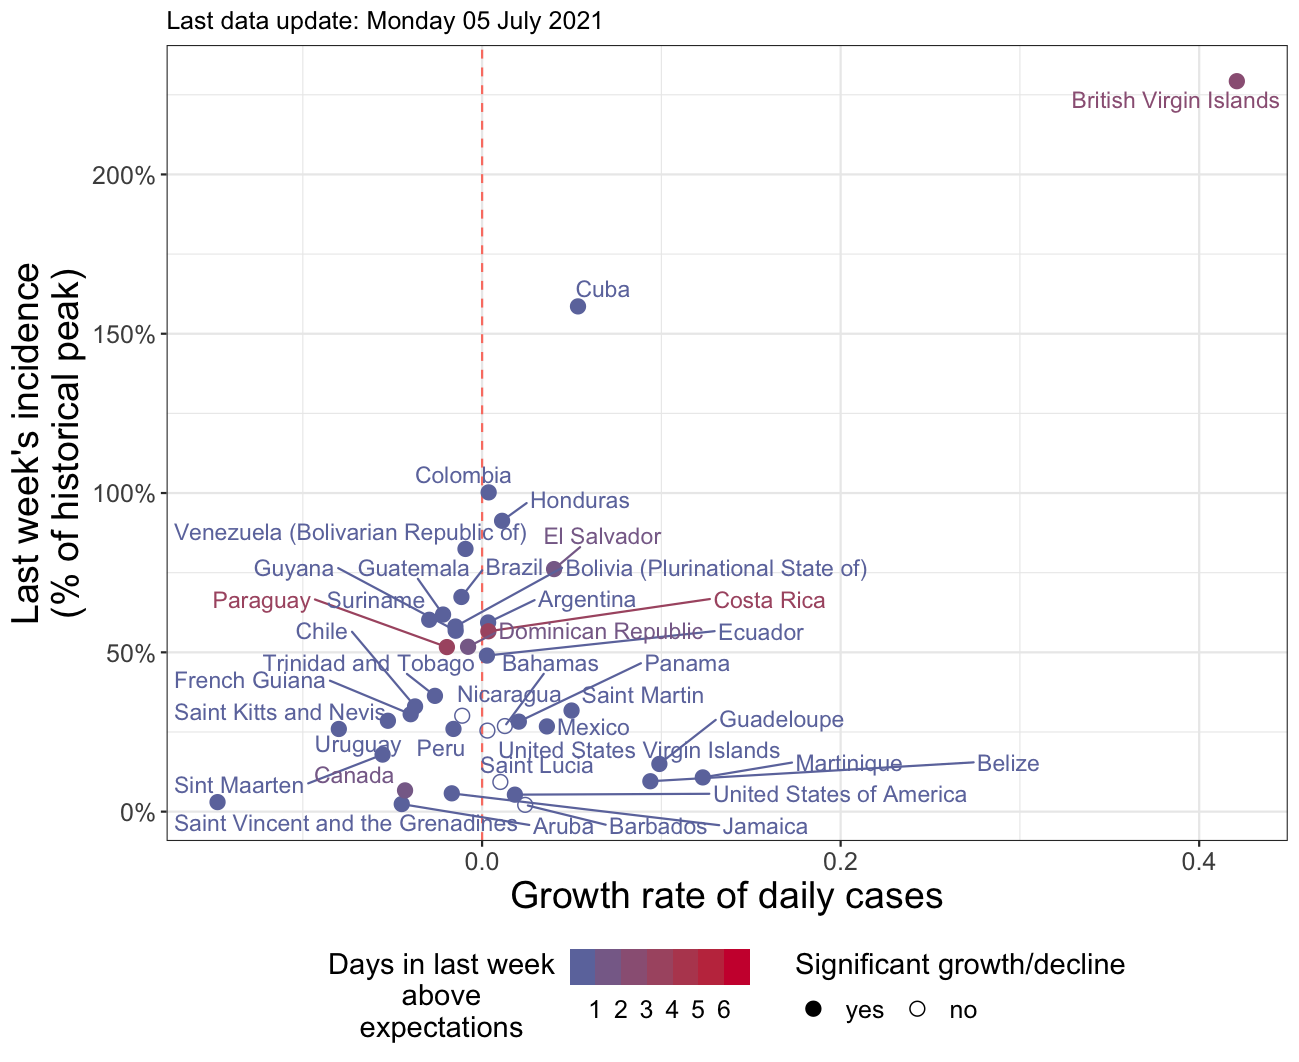 Last data update: Monday 05 July 2021
Last week's incidence
(% of historical peak)
200%
150%
100%
50%
0%
British Virgin Islands
Cuba
Colombia
Honduras
Venezuela (Bolivarian Republic of)
El Salvador
Guyana
Guatemala
Brazil
Bolivia (Plurinational State of)
Paraguay
Suriname
Argentina
Costa Rica
Chile
Dominican Republic
Ecuador
Trinidad and Tobago
Bahamas
Panama
French Guiana
Nicaragua
Saint Martin
Saint Kitts and Nevis
Mexico
Guadeloupe
Uruguay
Peru
United States Virgin Islands
Saint Lucia
Martinique
Belize
Canada
Sint Maarten
United States of America
Saint Vincent and the Grenadines
Aruba
Barbados
Jamaica
0.0
0.2
0.4
Growth rate of daily cases
Days in last week
above
expectations
1 2 3 4 5 6
Significant growth/decline
yes
no